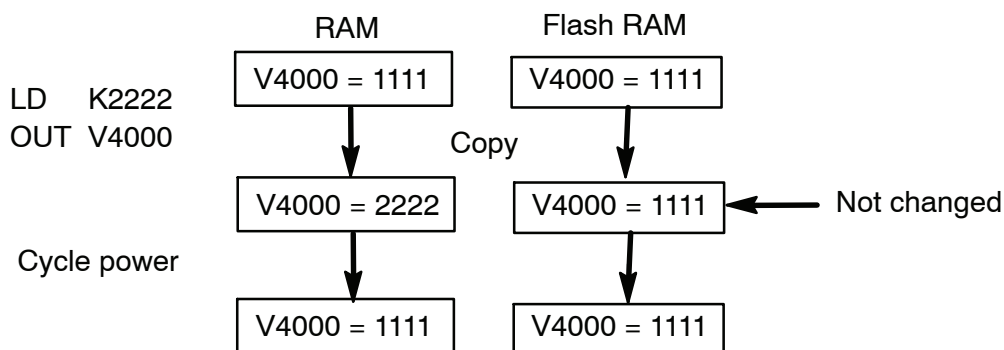 RAM
Flash RAM
V4000 = 1111
V4000 = 1111
LD K2222
OUT V4000
Copy
V4000 = 2222
V4000 = 1111
Not changed
Cycle power
V4000 = 1111
V4000 = 1111